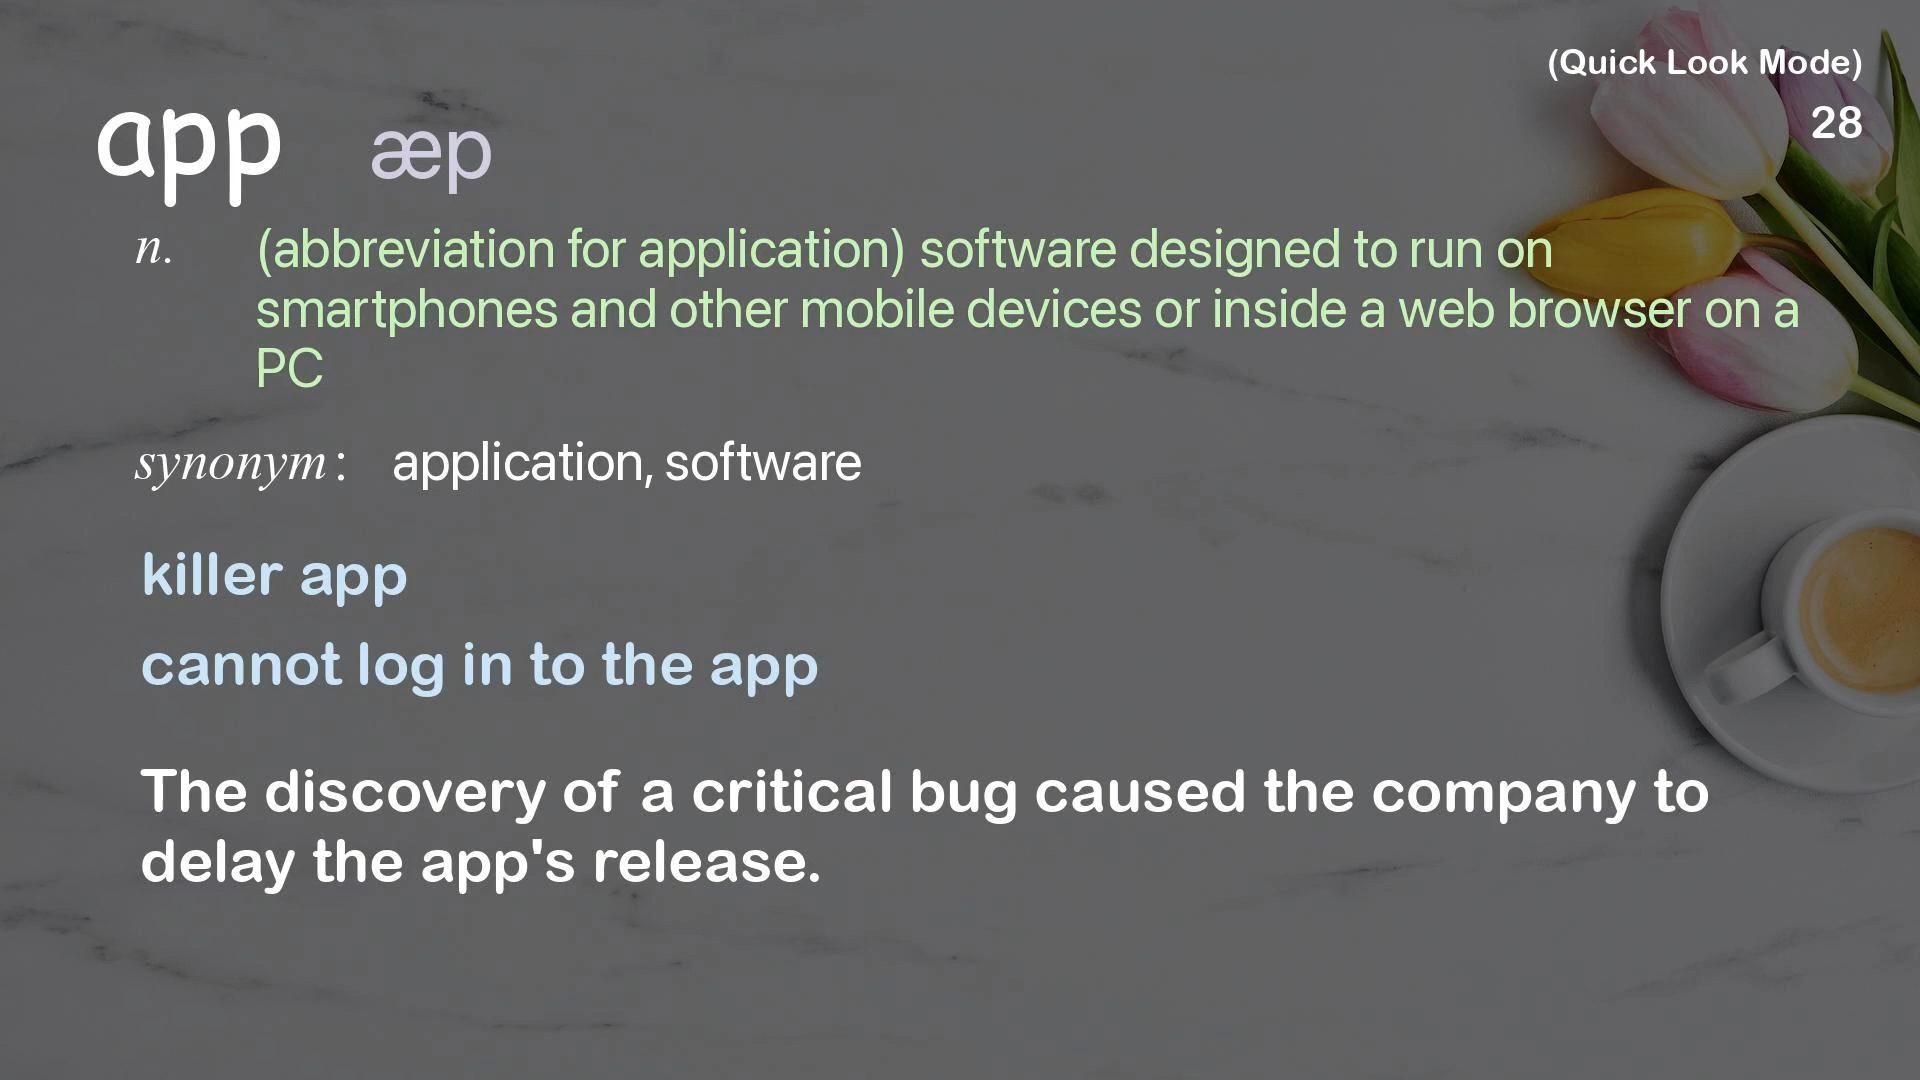 (Quick Look Mode)
28
app æp
n. (abbreviation for application) software designed to run on
smartphones and other mobile devices or inside a web browser on a
PC
synonym : application, software
killer app
cannot log in to the app
The discovery of a critical bug caused the company to
delay the app's release.